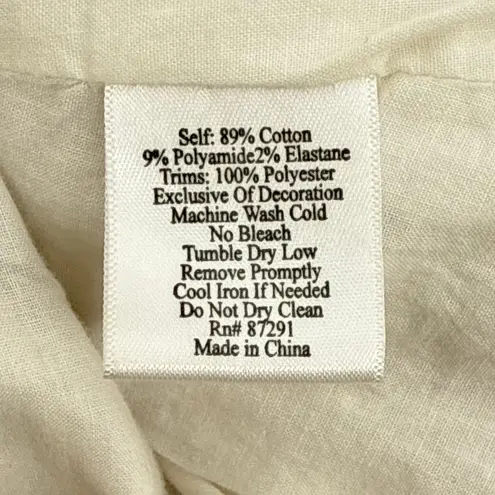 Self: 89% Cotton
9% Polyamide2% Elastane
Trims: 100% Polyester
Exclusive Of Decoration
Machine Wash Cold
No Bleach
Tumble Dry Low
Remove Promptly
Cool Iron If Needed
Do Not Dry Clean
Rn# 87291
Made in China